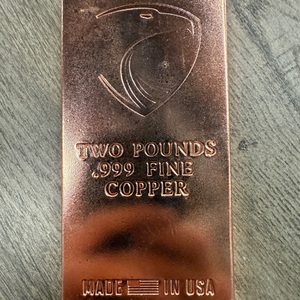 TWO POUNDS
.999 FINE
COPPER
MADE IN USA